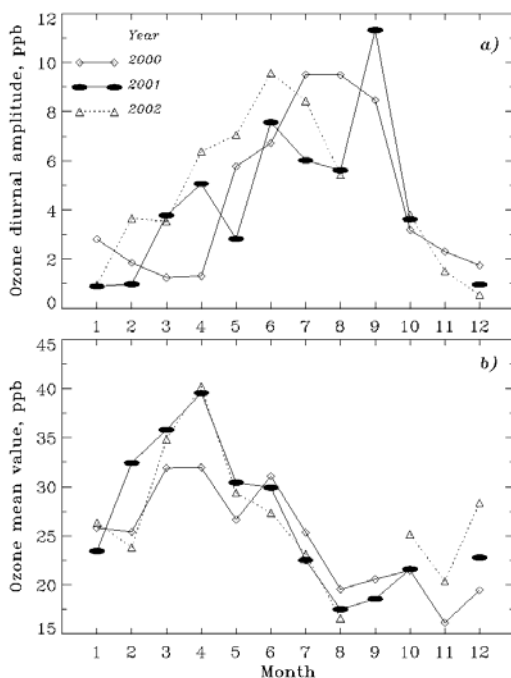 Ozone diurnal amplitude, ppb
12
10
8
6
4
2
0
a)
Year
2000
2001
2002
1 2 3 4 5 6 7 8 9 10 11 12
Ozone mean value, ppb
45
40
35
30
25
20
15
b)
1 2 3 4 5 6 7 8 9 10 11 12
Month